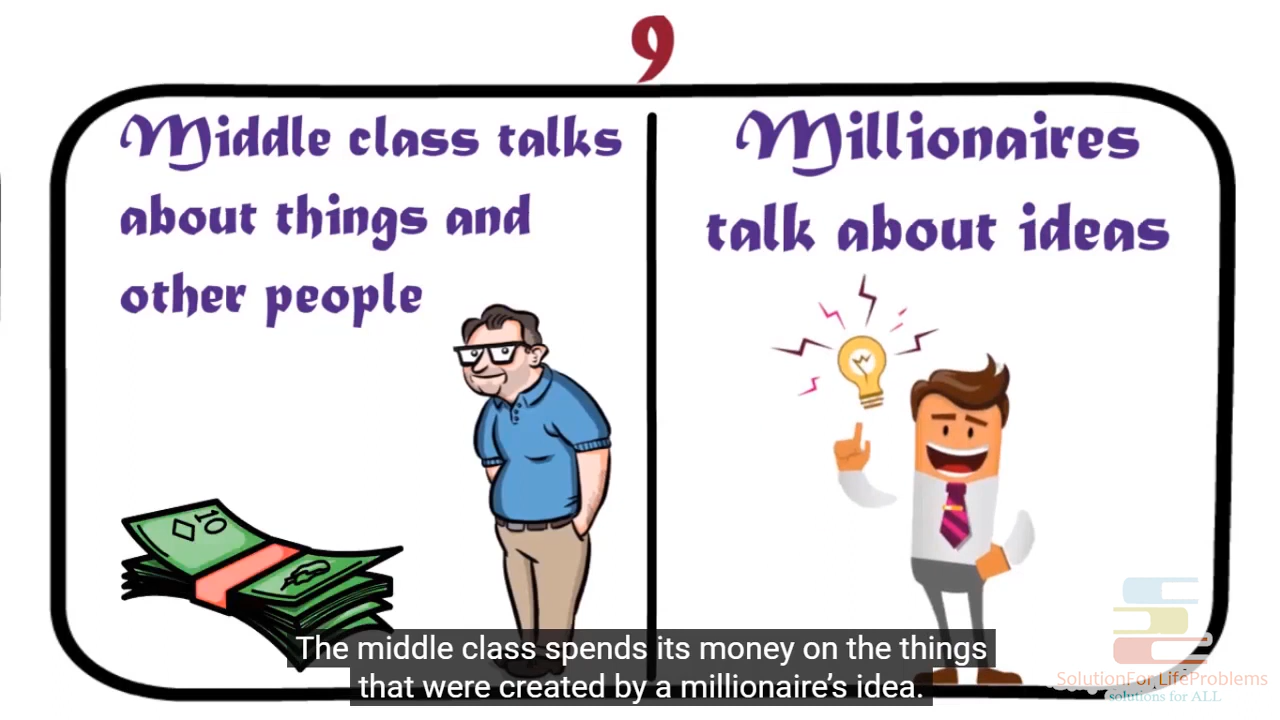 9
Middle class talks
about things and
other people
Millionaires
talk about ideas
10
The middle class spends its money on the things
that were created by a millionaire's idea.
SolutionFor LifeProblems
solutions for ALL